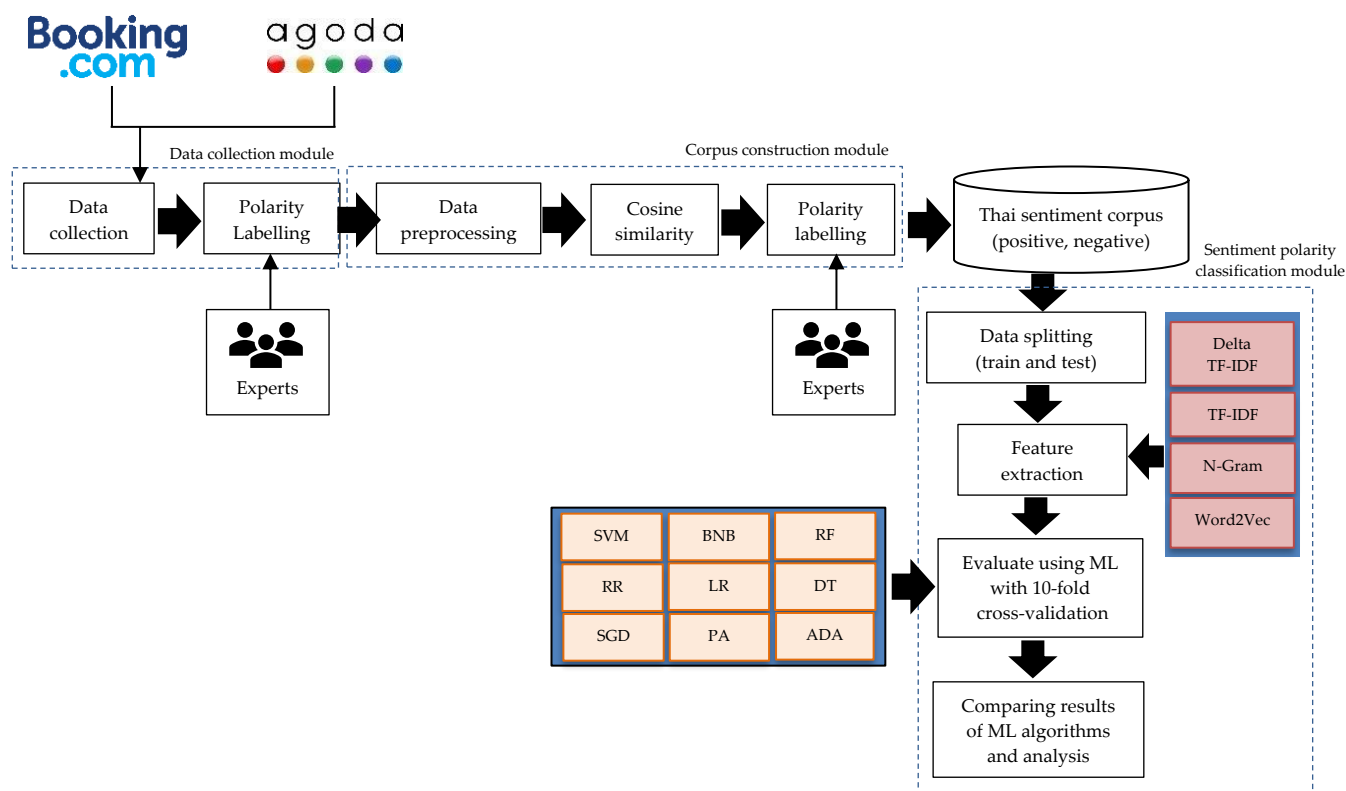 Booking
.com
agoda
Data collection module
Corpus construction module
Data
collection
Polarity
Labelling
Data
preprocessing
Cosine
similarity
Polarity
labelling
Thai sentiment corpus
(positive, negative)
Sentiment polarity
classification module
Experts
Experts
Data splitting
(train and test)
Delta
TF-IDF
TF-IDF
N-Gram
Word2Vec
Feature
extraction
SVM
BNB
RF
RR
LR
DT
SGD
PA
ADA
Evaluate using ML
with 10-fold
cross-validation
Comparing results
of ML algorithms
and analysis